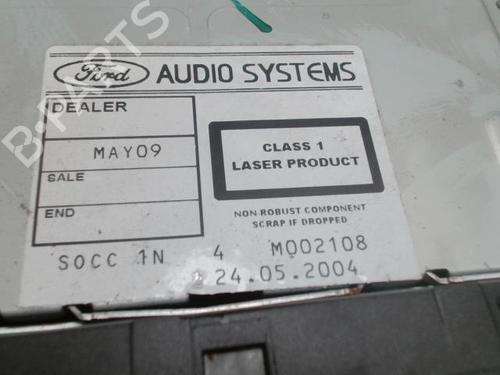 Ford AUDIO SYSTEMS
DEALER
MAY09
SALE
END
CLASS 1
LASER PRODUCT
NON-ROBUST COMPONENT
SCRAP IF DROPPED
SOCC 1N 4 M002108
24.05.2004
B-PARTS